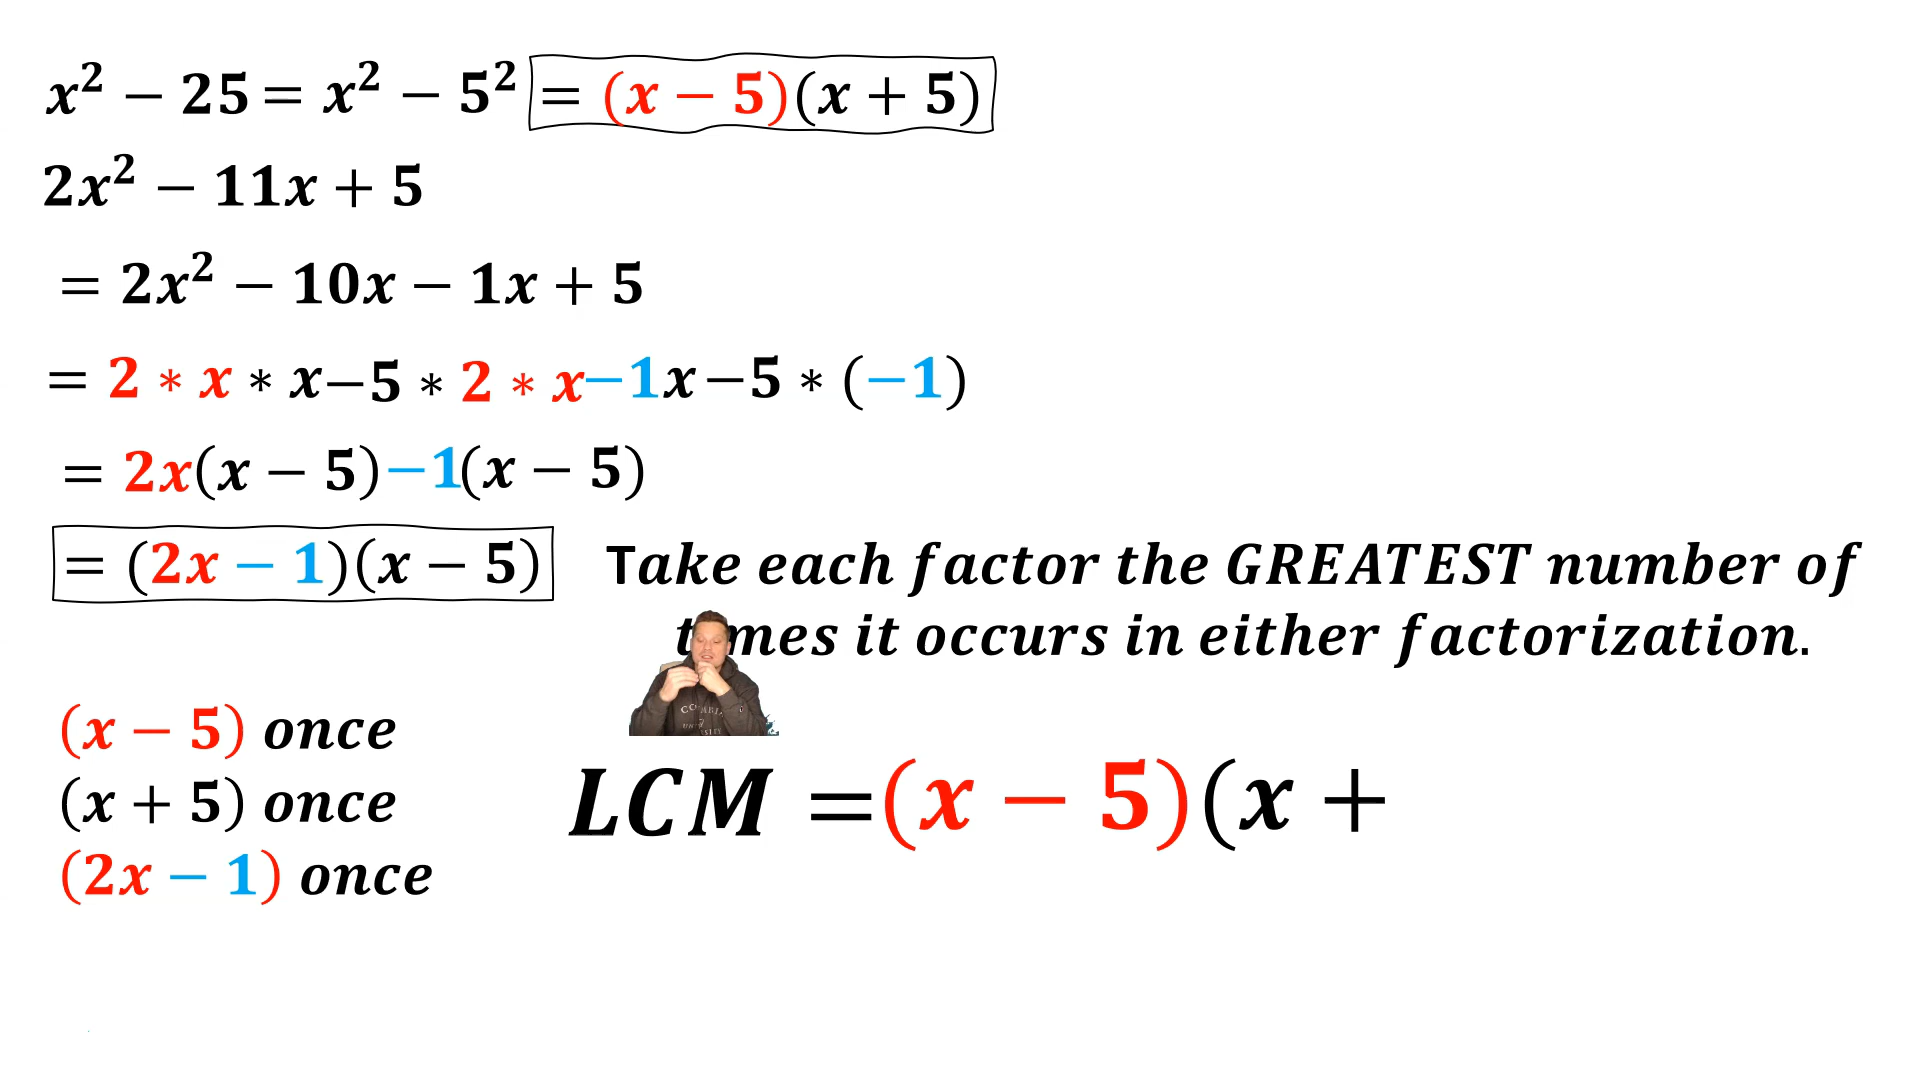 x² − 25 = x² − 5² = (x − 5)(x + 5)
2x² − 11x + 5
= 2x² − 10x − 1x + 5
= 2 * x * x − 5 * 2 * x − 1x − 5 * (−1)
= 2x(x − 5) − 1(x − 5)
= (2x − 1)(x − 5)
Take each factor the GREATEST number of
times it occurs in either factorization.
(x − 5) once
(x + 5) once
(2x − 1) once
LCM = (x − 5)(x +